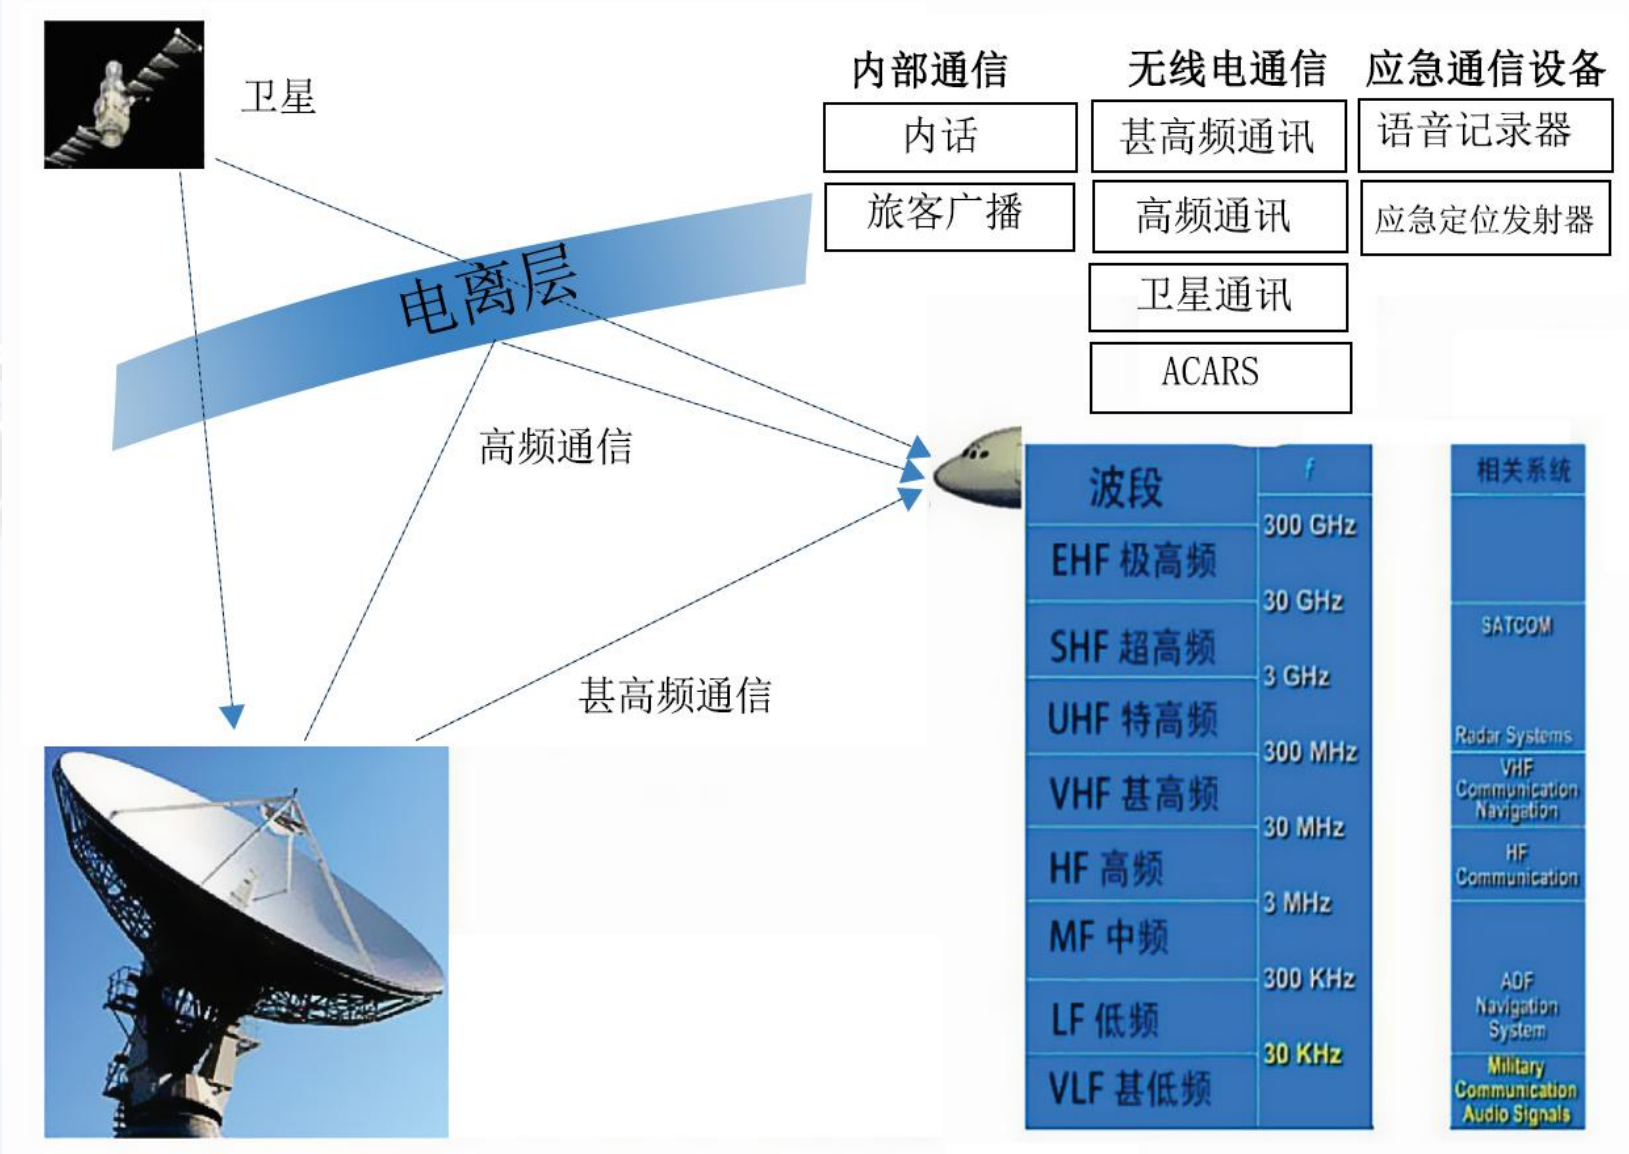 卫星
内部通信
无线电通信
应急通信设备
内话
甚高频通讯
语音记录器
旅客广播
高频通讯
应急定位发射器
卫星通讯
ACARS
电离层
高频通信
甚高频通信
波段
f
相关系统
300 GHz
EHF 极高频
30 GHz
SATCOM
SHF 超高频
3 GHz
UHF 特高频
Radar Systems
300 MHz
VHF
Communication
Navigation
VHF 甚高频
30 MHz
HF
Communication
HF 高频
3 MHz
MF 中频
300 KHz
ADF
Navigation
System
LF 低频
30 KHz
Military
Communication
Audio Signals
VLF 甚低频